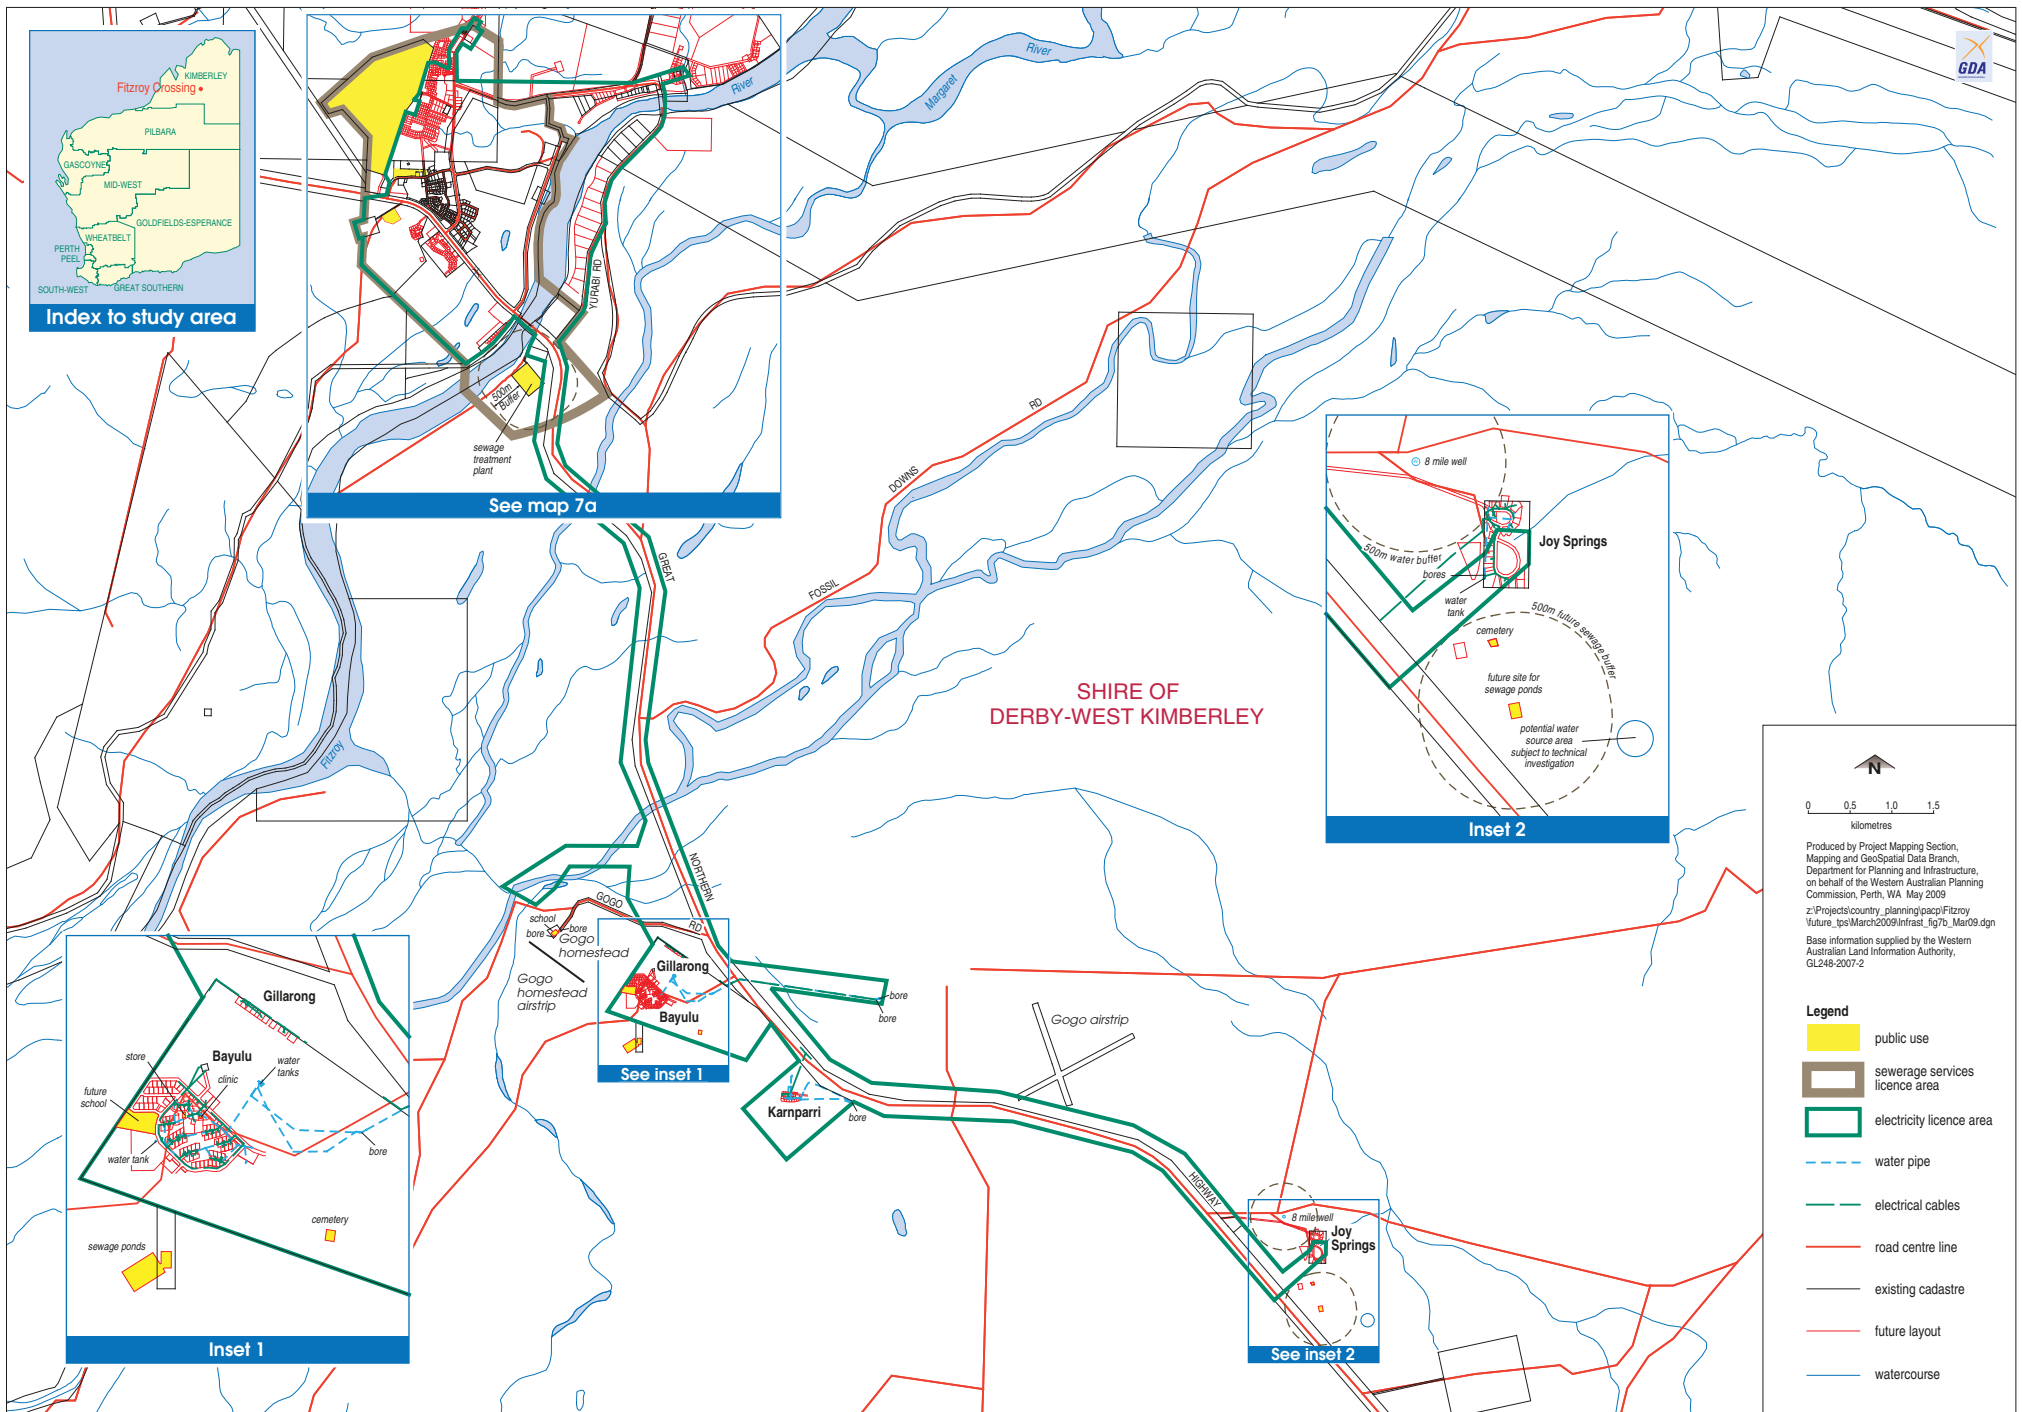 KIMBERLEY
Fitzroy Crossing
PILBARA
GASCOYNE
MID-WEST
GOLDFIELDS-ESPERANCE
WHEATBELT
PERTH
PEEL
SOUTH-WEST
GREAT SOUTHERN
Index to study area
River
YURABI RD
500m
Buffer
sewage
treatment
plant
See map 7a
River
Margaret
GDA
RD
DOWNS
FOSSIL
GREAT
Fitzroy
SHIRE OF
DERBY-WEST KIMBERLEY
8 mile well
Joy Springs
500m water buffer
bores
water
tank
500m future sewage buffer
cemetery
future site for
sewage ponds
potential water
source area
subject to technical
investigation
Inset 2
NORTHERN
GOGO
RD
school
bore
bore
Gogo
homestead
Gogo
homestead
airstrip
Gillarong
Bayulu
See inset 1
bore
bore
Karnparri
bore
Gogo airstrip
HIGHWAY
8 mile well
Joy
Springs
See inset 2
Gillarong
store
Bayulu
clinic
water
tanks
future
school
water tank
bore
cemetery
sewage ponds
Inset 1
N
0 0.5 1.0 1.5
kilometres
Produced by Project Mapping Section,
Mapping and GeoSpatial Data Branch,
Department for Planning and Infrastructure,
on behalf of the Western Australian Planning
Commission, Perth, WA May 2009
z:\Projects\country_planning\pacp\Fitzroy
\future_tps\March2009\Infrast_fig7b_Mar09.dgn
Base information supplied by the Western
Australian Land Information Authority,
GL248-2007-2
Legend
public use
sewerage services
licence area
electricity licence area
water pipe
electrical cables
road centre line
existing cadastre
future layout
watercourse